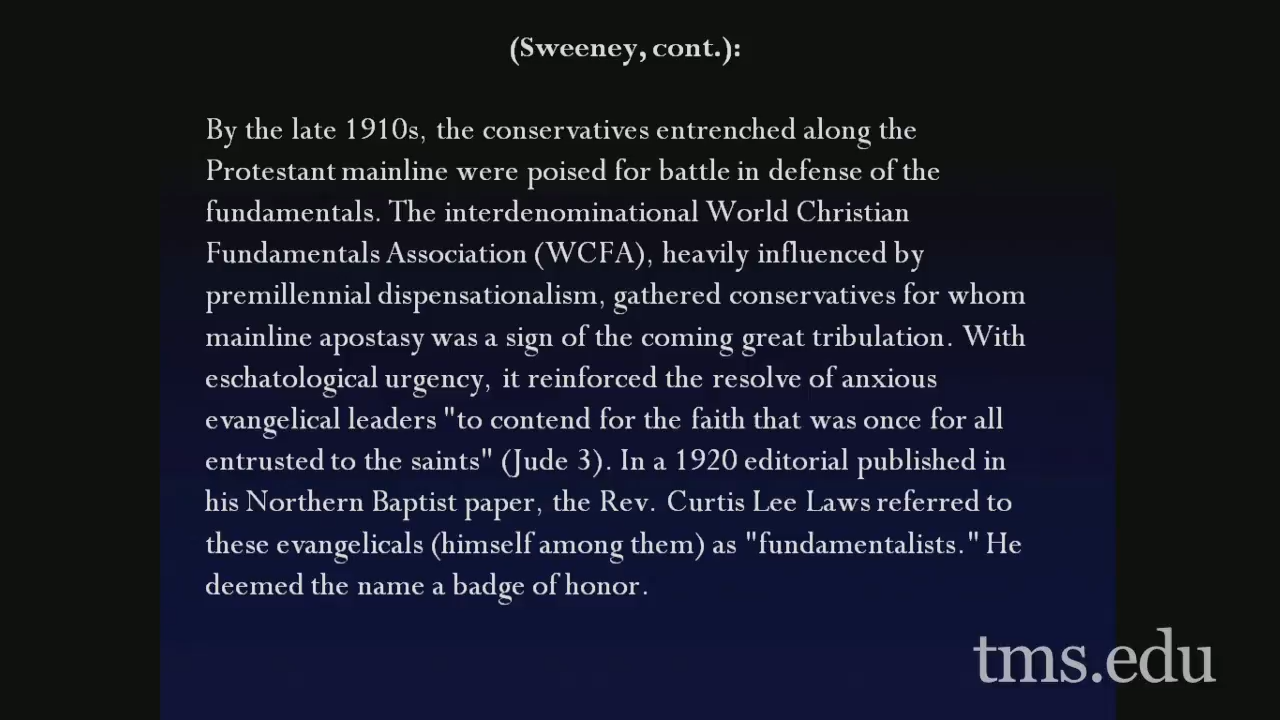 (Sweeney, cont.):
By the late 1910s, the conservatives entrenched along the
Protestant mainline were poised for battle in defense of the
fundamentals. The interdenominational World Christian
Fundamentals Association (WCFA), heavily influenced by
premillennial dispensationalism, gathered conservatives for whom
mainline apostasy was a sign of the coming great tribulation. With
eschatological urgency, it reinforced the resolve of anxious
evangelical leaders "to contend for the faith that was once for all
entrusted to the saints" (Jude 3). In a 1920 editorial published in
his Northern Baptist paper, the Rev. Curtis Lee Laws referred to
these evangelicals (himself among them) as "fundamentalists." He
deemed the name a badge of honor.
tms.edu